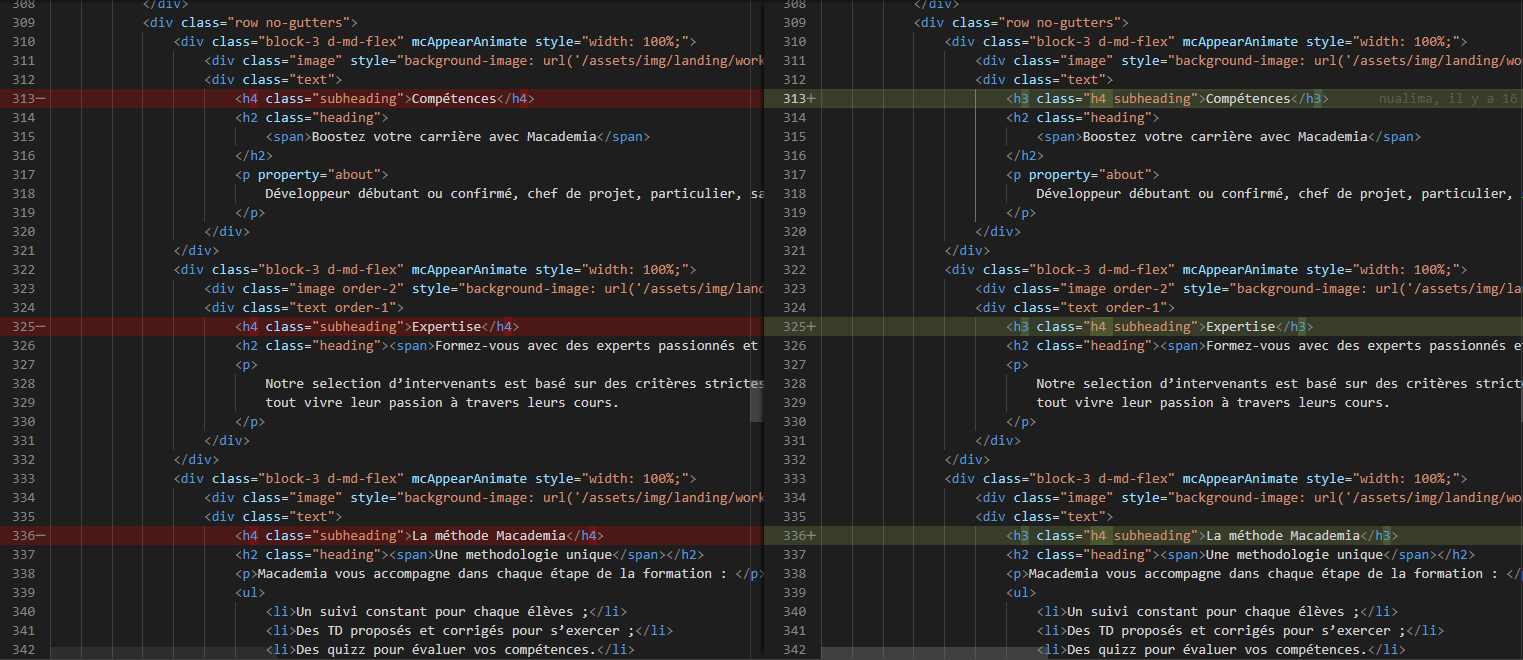 308 </div>
309 <div class="row no-gutters">
310 <div class="block-3 d-md-flex" mcAppearAnimate style="width: 100%;">
311 <div class="image" style="background-image: url('/assets/img/landing/work
312 <div class="text">
313— <h4 class="subheading">Compétences</h4>
314 <h2 class="heading">
315 <span>Boostez votre carrière avec Macademia</span>
316 </h2>
317 <p property="about">
318 Développeur débutant ou confirmé, chef de projet, particulier, sa
319 </p>
320 </div>
321 </div>
322 <div class="block-3 d-md-flex" mcAppearAnimate style="width: 100%;">
323 <div class="image order-2" style="background-image: url('/assets/img/land
324 <div class="text order-1">
325— <h4 class="subheading">Expertise</h4>
326 <h2 class="heading"><span>Formez-vous avec des experts passionnés et
327 <p>
328 Notre selection d’intervenants est basé sur des critères strictes
329 tout vivre leur passion à travers leurs cours.
330 </p>
331 </div>
332 </div>
333 <div class="block-3 d-md-flex" mcAppearAnimate style="width: 100%;">
334 <div class="image" style="background-image: url('/assets/img/landing/work
335 <div class="text">
336— <h4 class="subheading">La méthode Macademia</h4>
337 <h2 class="heading"><span>Une methodologie unique</span></h2>
338 <p>Macademia vous accompagne dans chaque étape de la formation : </p>
339 <ul>
340 <li>Un suivi constant pour chaque élèves ;</li>
341 <li>Des TD proposés et corrigés pour s’exercer ;</li>
342 <li>Des quizz pour évaluer vos compétences.</li>
308 </div>
309 <div class="row no-gutters">
310 <div class="block-3 d-md-flex" mcAppearAnimate style="width: 100%;">
311 <div class="image" style="background-image: url('/assets/img/landing/wo
312 <div class="text">
313+ <h3 class="h4 subheading">Compétences</h3> nualima, il y a 16
314 <h2 class="heading">
315 <span>Boostez votre carrière avec Macademia</span>
316 </h2>
317 <p property="about">
318 Développeur débutant ou confirmé, chef de projet, particulier,
319 </p>
320 </div>
321 </div>
322 <div class="block-3 d-md-flex" mcAppearAnimate style="width: 100%;">
323 <div class="image order-2" style="background-image: url('/assets/img/la
324 <div class="text order-1">
325+ <h3 class="h4 subheading">Expertise</h3>
326 <h2 class="heading"><span>Formez-vous avec des experts passionnés e
327 <p>
328 Notre selection d’intervenants est basé sur des critères strict
329 tout vivre leur passion à travers leurs cours.
330 </p>
331 </div>
332 </div>
333 <div class="block-3 d-md-flex" mcAppearAnimate style="width: 100%;">
334 <div class="image" style="background-image: url('/assets/img/landing/wo
335 <div class="text">
336+ <h3 class="h4 subheading">La méthode Macademia</h3>
337 <h2 class="heading"><span>Une methodologie unique</span></h2>
338 <p>Macademia vous accompagne dans chaque étape de la formation : </
339 <ul>
340 <li>Un suivi constant pour chaque élèves ;</li>
341 <li>Des TD proposés et corrigés pour s’exercer ;</li>
342 <li>Des quizz pour évaluer vos compétences.</li>